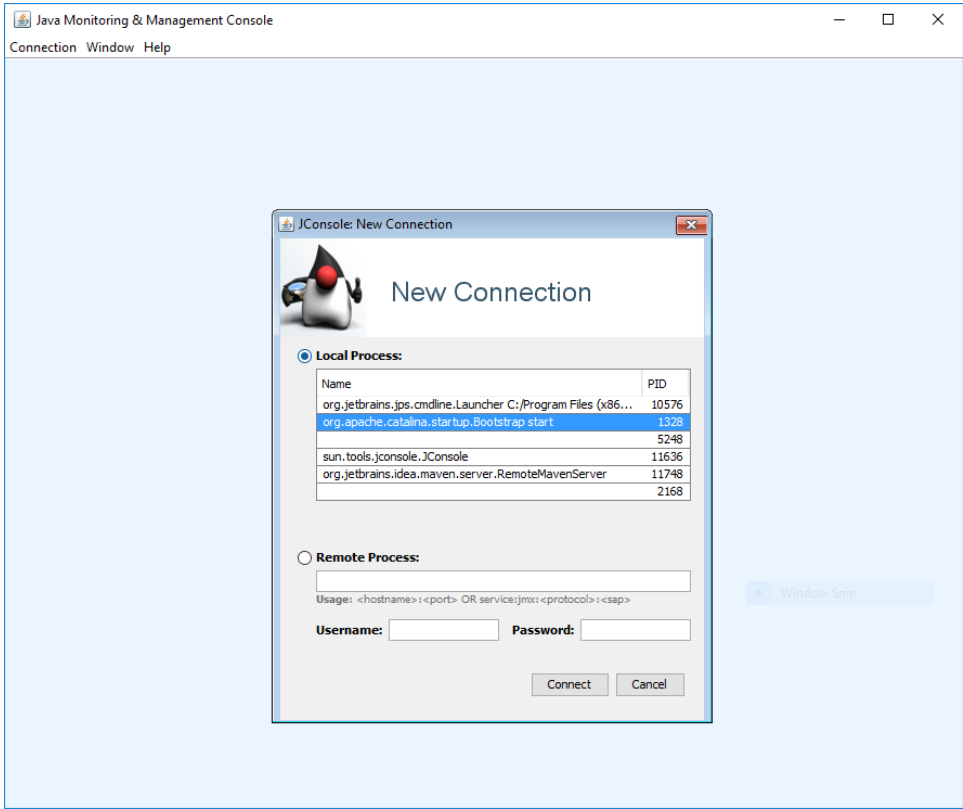 Java Monitoring & Management Console
Connection Window Help
JConsole: New Connection
New Connection
Local Process:
Name PID
org.jetbrains.jps.cmdline.Launcher C:/Program Files (x86... 10576
org.apache.catalina.startup.Bootstrap start 1328
5248
sun.tools.jconsole.JConsole 11636
org.jetbrains.idea.maven.server.RemoteMavenServer 11748
2168
Remote Process:
Usage: <hostname>:<port> OR service:jmx:<protocol>:<sap>
Window Snip
Username: Password:
Connect Cancel